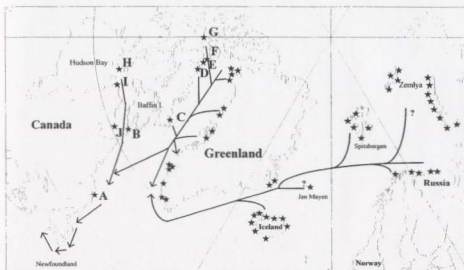 G
F
H
Hudson Bay
E
D
I
Zemlya
Baffin I.
C
?
Canada
J
B
Spitsbergen
Greenland
Russia
?
A
Jan Mayen
Iceland
Newfoundland
Norway